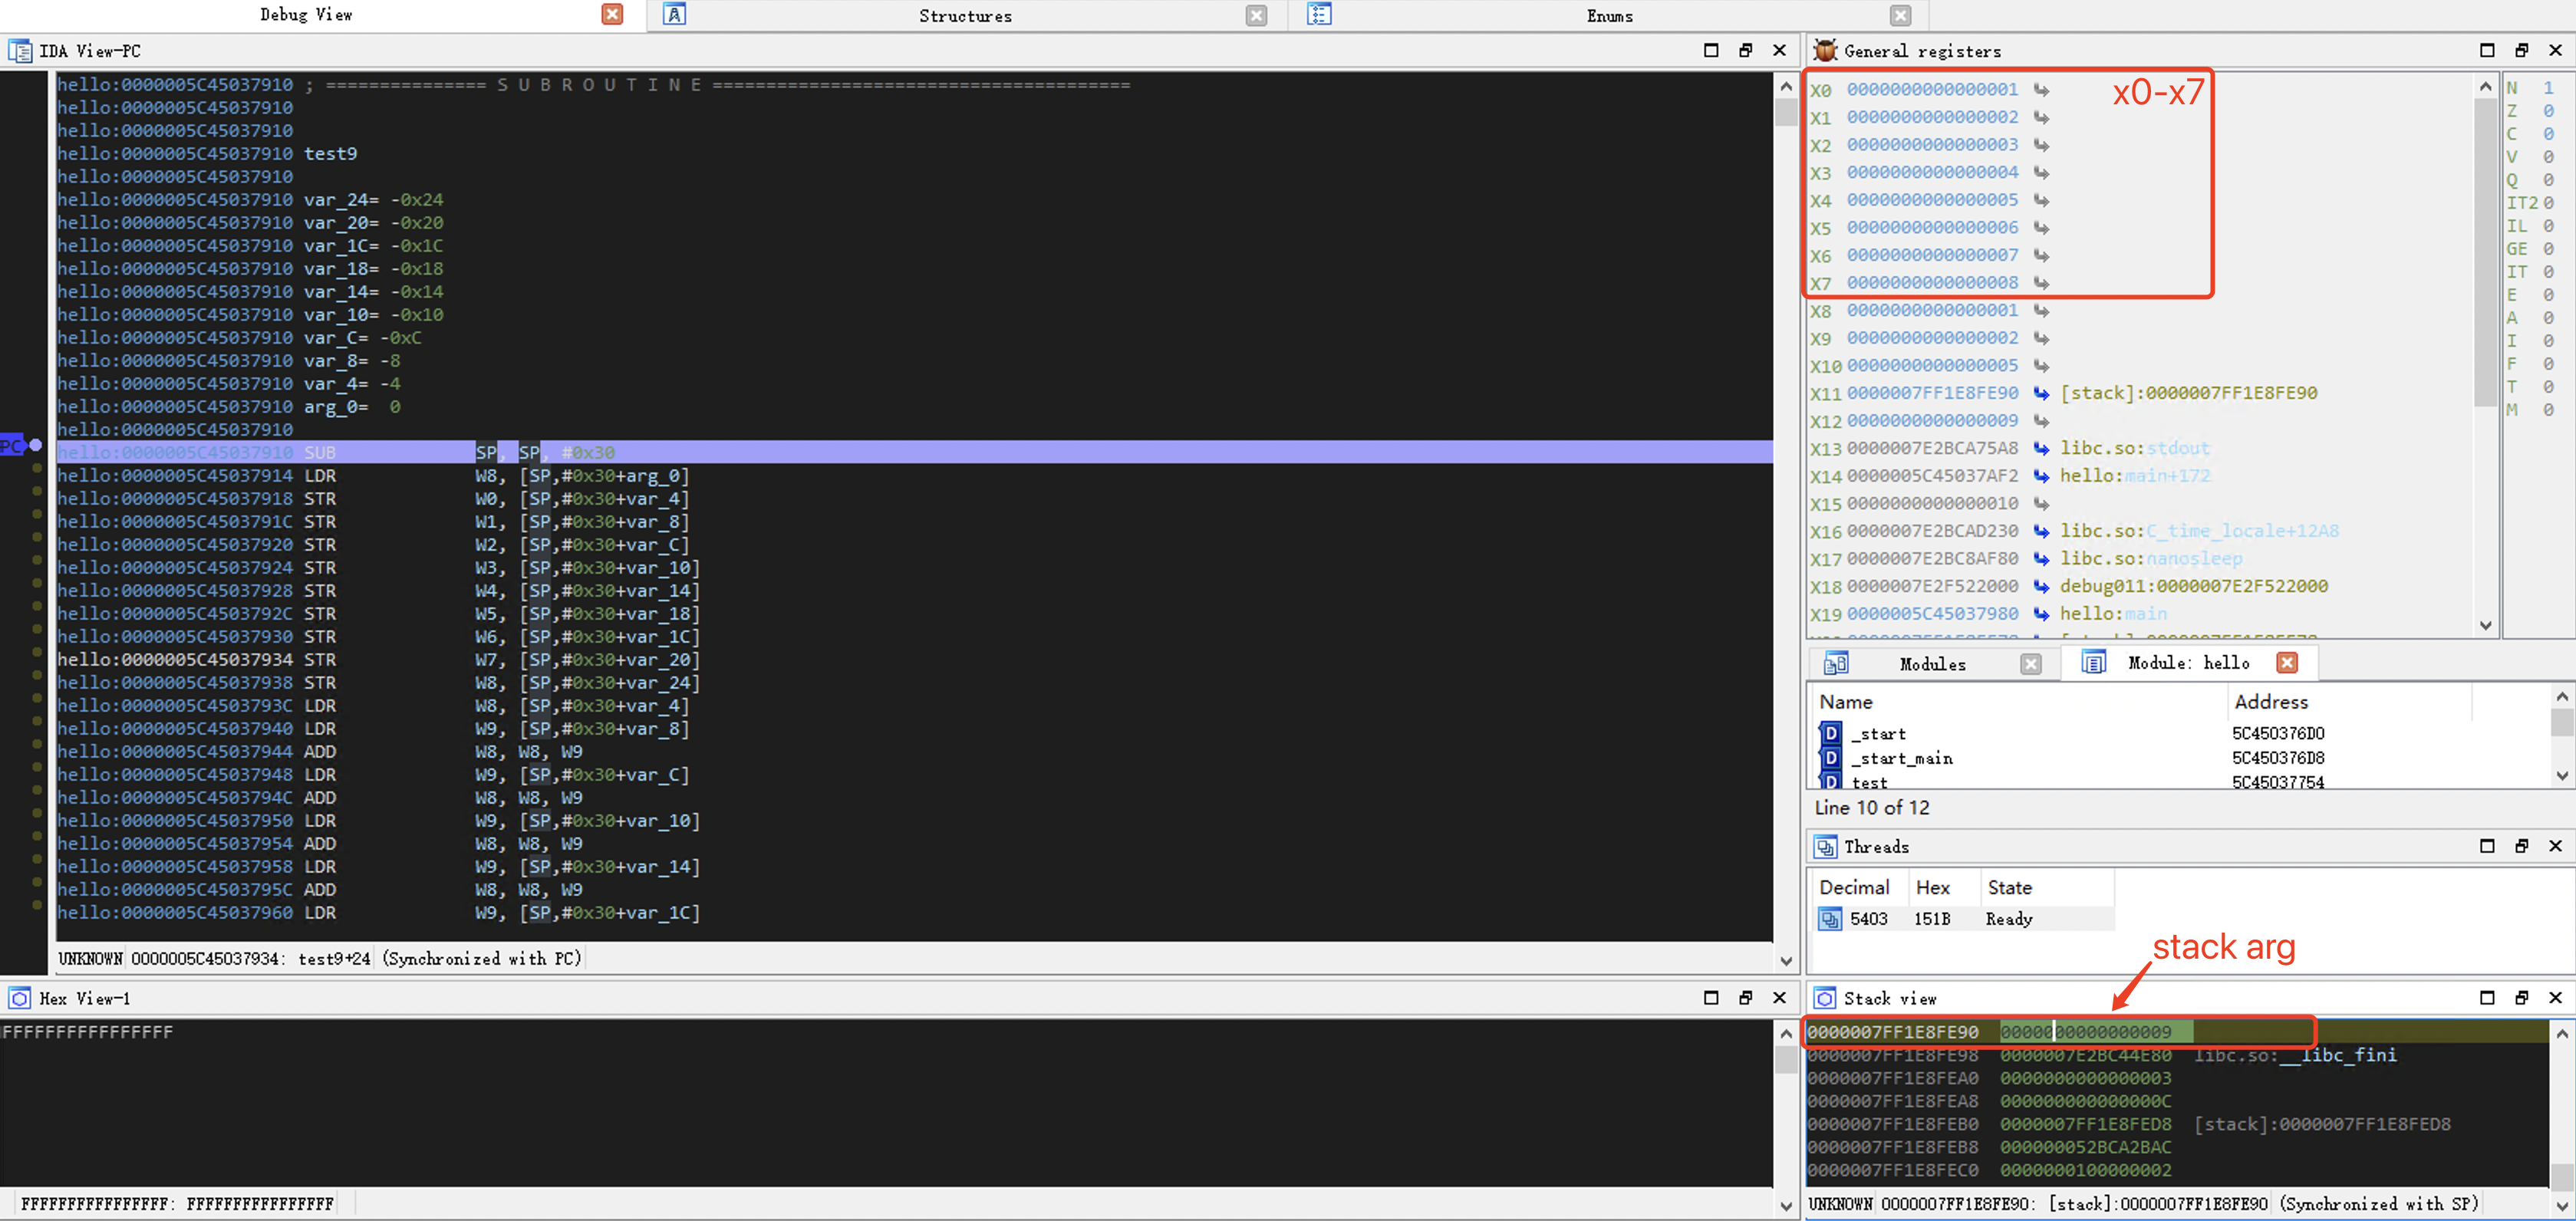 Debug View
Structures
Enums
IDA View-PC
hello:0000005C45037910 ; =============== S U B R O U T I N E =======================================
hello:0000005C45037910
hello:0000005C45037910
hello:0000005C45037910 test9
hello:0000005C45037910
hello:0000005C45037910 var_24= -0x24
hello:0000005C45037910 var_20= -0x20
hello:0000005C45037910 var_1C= -0x1C
hello:0000005C45037910 var_18= -0x18
hello:0000005C45037910 var_14= -0x14
hello:0000005C45037910 var_10= -0x10
hello:0000005C45037910 var_C= -0xC
hello:0000005C45037910 var_8= -8
hello:0000005C45037910 var_4= -4
hello:0000005C45037910 arg_0=  0
hello:0000005C45037910
PC
hello:0000005C45037910 SUB SP, SP, #0x30
hello:0000005C45037914 LDR W8, [SP,#0x30+arg_0]
hello:0000005C45037918 STR W0, [SP,#0x30+var_4]
hello:0000005C4503791C STR W1, [SP,#0x30+var_8]
hello:0000005C45037920 STR W2, [SP,#0x30+var_C]
hello:0000005C45037924 STR W3, [SP,#0x30+var_10]
hello:0000005C45037928 STR W4, [SP,#0x30+var_14]
hello:0000005C4503792C STR W5, [SP,#0x30+var_18]
hello:0000005C45037930 STR W6, [SP,#0x30+var_1C]
hello:0000005C45037934 STR W7, [SP,#0x30+var_20]
hello:0000005C45037938 STR W8, [SP,#0x30+var_24]
hello:0000005C4503793C LDR W8, [SP,#0x30+var_4]
hello:0000005C45037940 LDR W9, [SP,#0x30+var_8]
hello:0000005C45037944 ADD W8, W8, W9
hello:0000005C45037948 LDR W9, [SP,#0x30+var_C]
hello:0000005C4503794C ADD W8, W8, W9
hello:0000005C45037950 LDR W9, [SP,#0x30+var_10]
hello:0000005C45037954 ADD W8, W8, W9
hello:0000005C45037958 LDR W9, [SP,#0x30+var_14]
hello:0000005C4503795C ADD W8, W8, W9
hello:0000005C45037960 LDR W9, [SP,#0x30+var_1C]
UNKNOWN 0000005C45037934: test9+24 (Synchronized with PC)
Hex View-1
FFFFFFFFFFFFFFFF
FFFFFFFFFFFFFFFF: FFFFFFFFFFFFFFFF
General registers
x0-x7
X0 0000000000000001
X1 0000000000000002
X2 0000000000000003
X3 0000000000000004
X4 0000000000000005
X5 0000000000000006
X6 0000000000000007
X7 0000000000000008
X8 0000000000000001
X9 0000000000000002
X10 0000000000000005
X11 0000007FF1E8FE90 [stack]:0000007FF1E8FE90
X12 0000000000000009
X13 0000007E2BCA75A8 libc.so:stdout
X14 0000005C45037AF2 hello:main+172
X15 0000000000000010
X16 0000007E2BCAD230 libc.so:C_time_locale+12A8
X17 0000007E2BC8AF80 libc.so:nanosleep
X18 0000007E2F522000 debug011:0000007E2F522000
X19 0000005C45037980 hello:main
N 1
Z 0
C 0
V 0
Q 0
IT2 0
IL 0
GE 0
IT 0
E 0
A 0
I 0
F 0
T 0
M 0
Modules
Module: hello
Name Address
_start 5C450376D0
_start_main 5C450376D8
test 5C45037754
Line 10 of 12
Threads
Decimal Hex State
5403 151B Ready
stack arg
Stack view
0000007FF1E8FE90 0000000000000009
0000007FF1E8FE98 0000007E2BC44E80 libc.so:__libc_fini
0000007FF1E8FEA0 0000000000000003
0000007FF1E8FEA8 000000000000000C
0000007FF1E8FEB0 0000007FF1E8FED8 [stack]:0000007FF1E8FED8
0000007FF1E8FEB8 000000052BCA2BAC
0000007FF1E8FEC0 0000000100000002
UNKNOWN 0000007FF1E8FE90: [stack]:0000007FF1E8FE90 (Synchronized with SP)